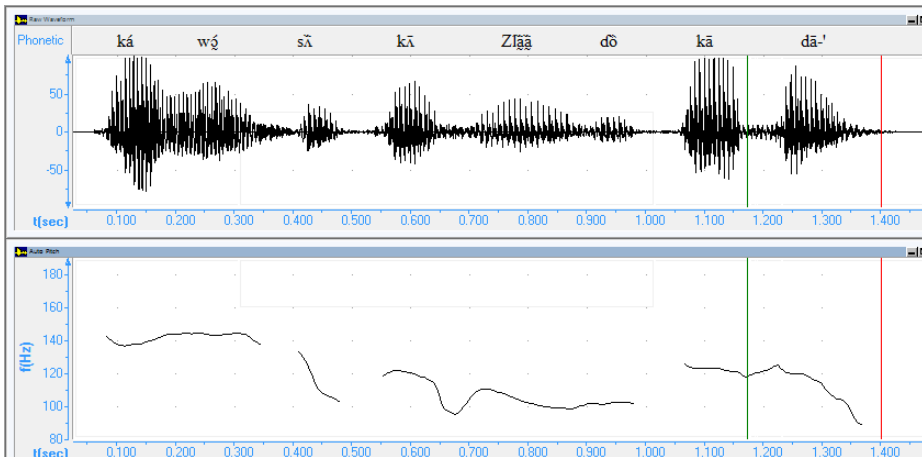 Raw Waveform
Phonetic ká wɔ̰́ sʌ̏ kʌ̄ Zlȁ̰ȁ̰ ɗȍ kā dā-'
50
0
-50
t(sec) 0.100 0.200 0.300 0.400 0.500 0.600 0.700 0.800 0.900 1.000 1.100 1.200 1.300 1.400
Auto Pitch
180
160
140
f(Hz)
120
100
80
0.100 0.200 0.300 0.400 0.500 0.600 0.700 0.800 0.900 1.000 1.100 1.200 1.300 1.400